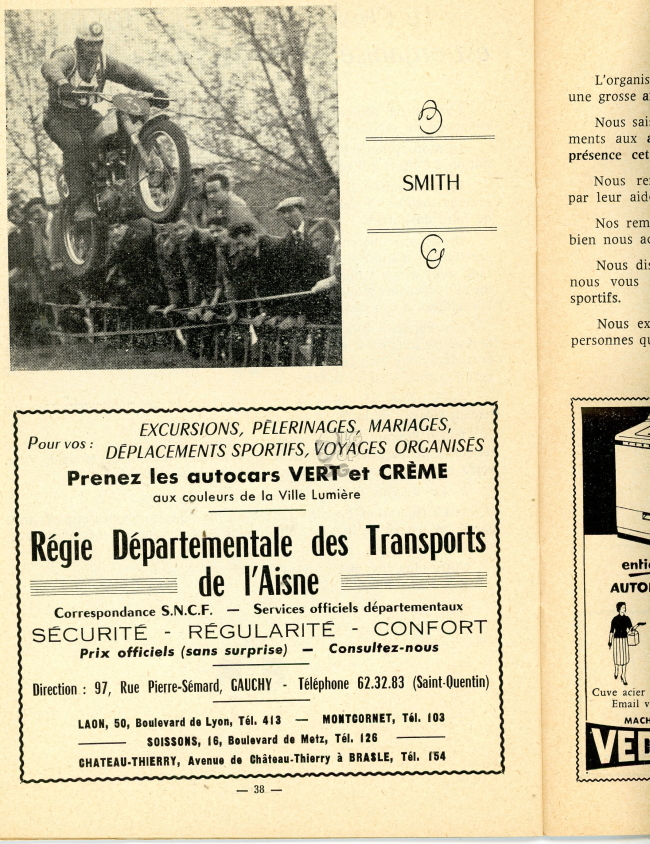 SMITH
Pour vos :
EXCURSIONS, PÈLERINAGES, MARIAGES,
DÉPLACEMENTS SPORTIFS, VOYAGES ORGANISÉS
Prenez les autocars VERT et CRÈME
aux couleurs de la Ville Lumière
Régie Départementale des Transports
de l'Aisne
Correspondance S.N.C.F. — Services officiels départementaux
SÉCURITÉ - RÉGULARITÉ - CONFORT
Prix officiels (sans surprise) — Consultez-nous
Direction : 97, Rue Pierre-Sémard, GAUCHY - Téléphone 62.32.83 (Saint-Quentin)
LAON, 50, Boulevard de Lyon, Tél. 413 — MONTCORNET, Tél. 103
SOISSONS, 16, Boulevard de Metz, Tél. 126
CHATEAU-THIERRY, Avenue de Château-Thierry à BRASLE, Tél. 154
— 38 —
L'organis
une grosse a
Nous sai
ments aux a
présence cet
Nous re
par leur aid
Nos rem
bien nous a
Nous dis
nous vous
sportifs.
Nous ex
personnes qu
enti
AUTO
Cuve acier
Email v
MACH
VED